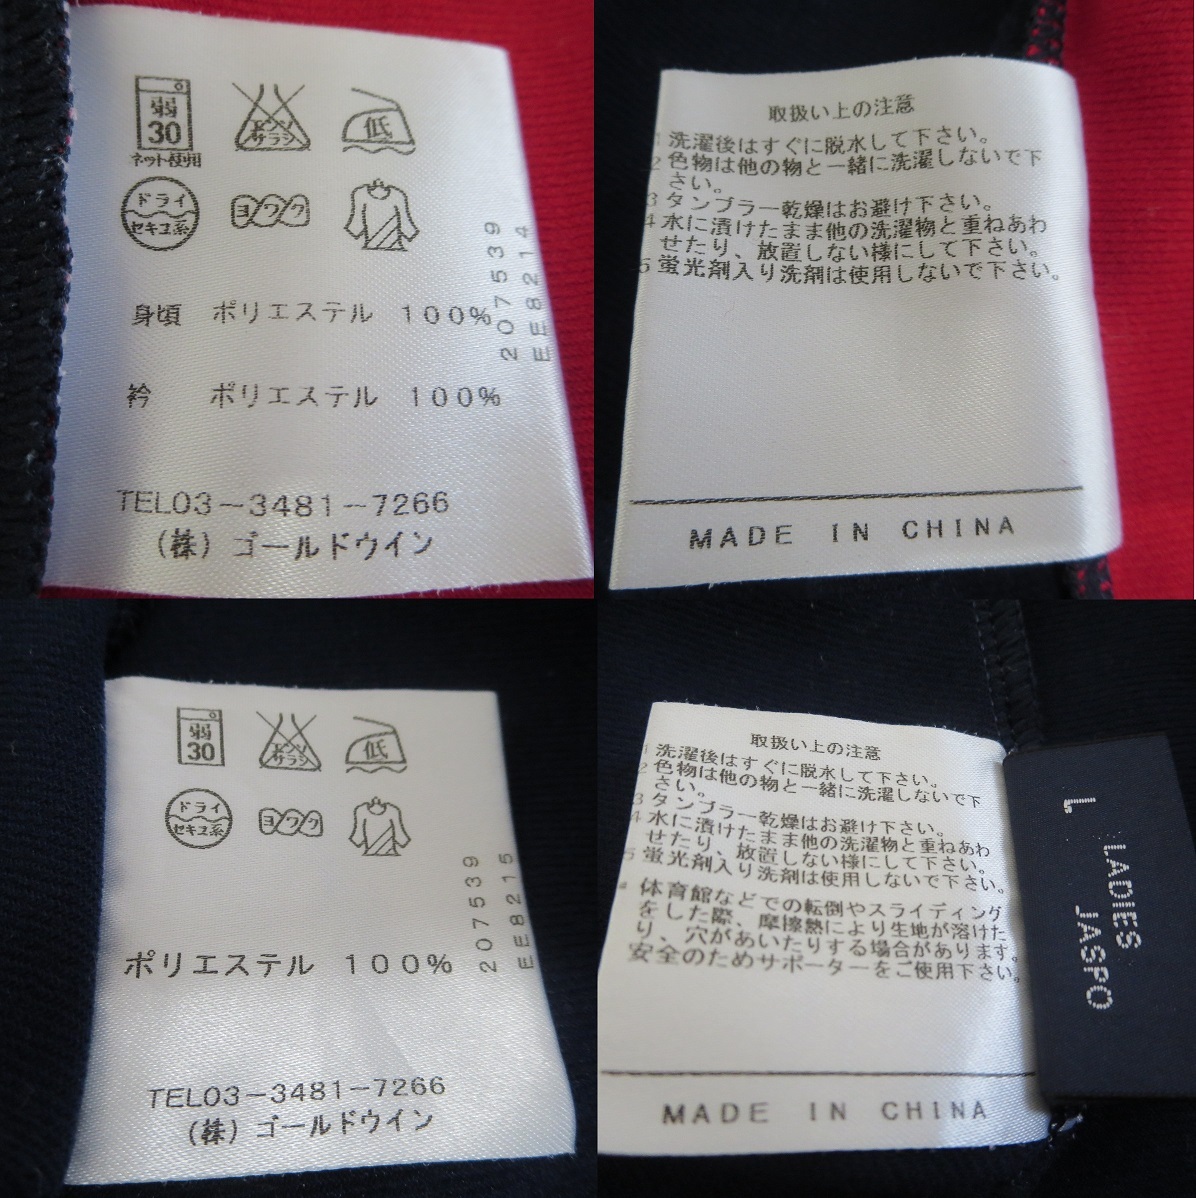 弱
30
ネット使用
エンソ
サラシ
低
ドライ
セキユ系
ヨワク
身頃 ポリエステル 100%
衿 ポリエステル 100%
207539
EE8214
TEL03-3481-7266
(株)ゴールドウイン
取扱い上の注意
1 洗濯後はすぐに脱水して下さい。
2 色物は他の物と一緒に洗濯しないで下
さい。
3 タンブラー乾燥はお避け下さい。
4 水に漬けたまま他の洗濯物と重ねあわ
せたり、放置しない様にして下さい。
5 蛍光剤入り洗剤は使用しないで下さい。
MADE IN CHINA
弱
30
エンソ
サラシ
低
ドライ
セキユ系
ヨワク
ポリエステル 100%
207539
EE8215
TEL03-3481-7266
(株)ゴールドウイン
取扱い上の注意
1 洗濯後はすぐに脱水して下さい。
2 色物は他の物と一緒に洗濯しないで下
さい。
3 タンブラー乾燥はお避け下さい。
4 水に漬けたまま他の洗濯物と重ねあわ
せたり、放置しない様にして下さい。
5 蛍光剤入り洗剤は使用しないで下さい。
体育館などでの転倒やスライディング
をした際、摩擦熱により生地が溶けた
り、穴があいたりする場合があります。
安全のためサポーターをご使用下さい。
MADE IN CHINA
L
LADIES
JASPO